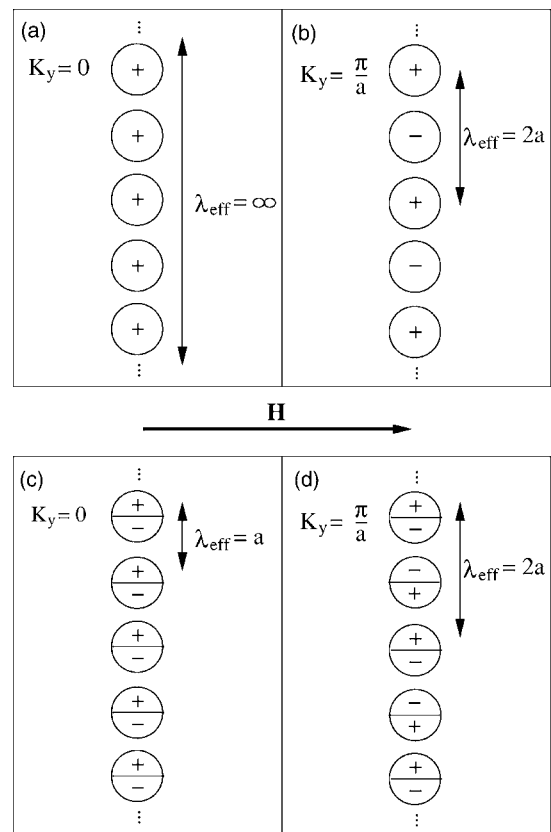 (a)
K_y = 0
⋮
+
+
+
+
+
⋮
λ_eff = ∞
(b)
K_y = π/a
⋮
+
−
+
−
+
⋮
λ_eff = 2a
H
(c)
K_y = 0
⋮
+
−
+
−
+
−
+
−
+
−
⋮
λ_eff = a
(d)
K_y = π/a
⋮
+
−
−
+
+
−
−
+
+
−
⋮
λ_eff = 2a